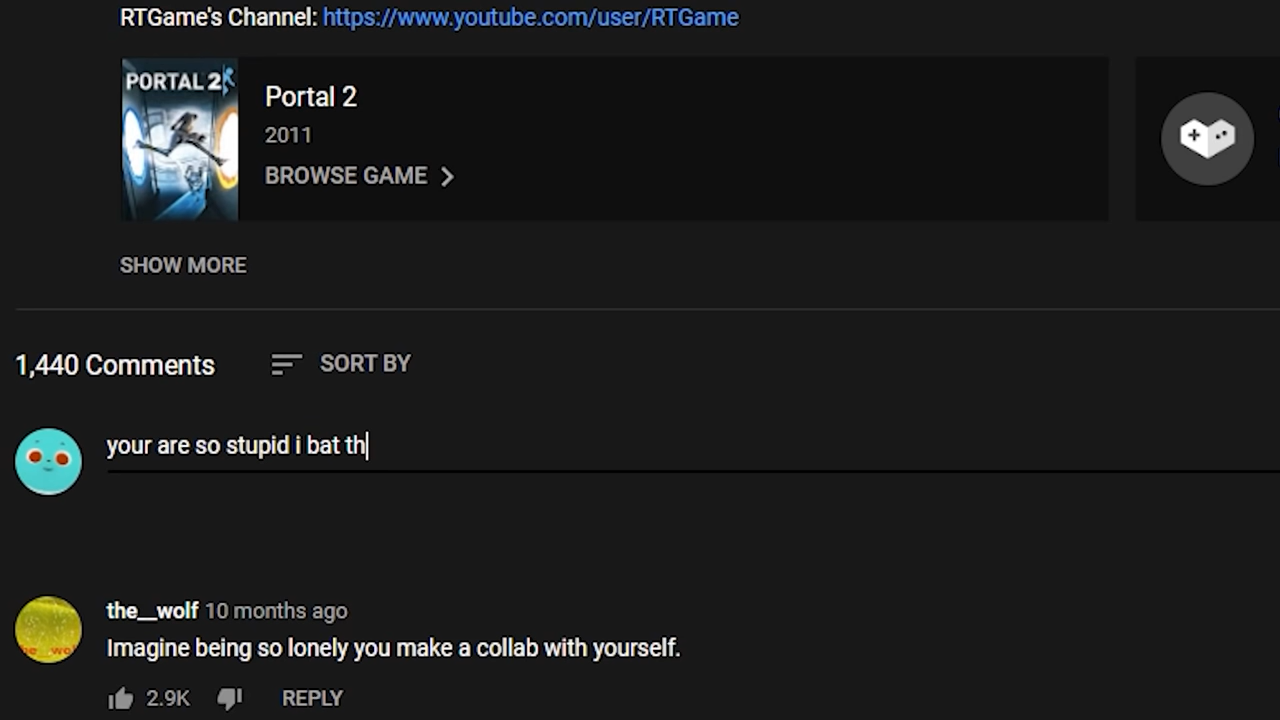 RTGame's Channel: https://www.youtube.com/user/RTGame
PORTAL 2
Portal 2
2011
BROWSE GAME
SHOW MORE
1,440 Comments SORT BY
your are so stupid i bat th
the__wolf 10 months ago
Imagine being so lonely you make a collab with yourself.
2.9K REPLY